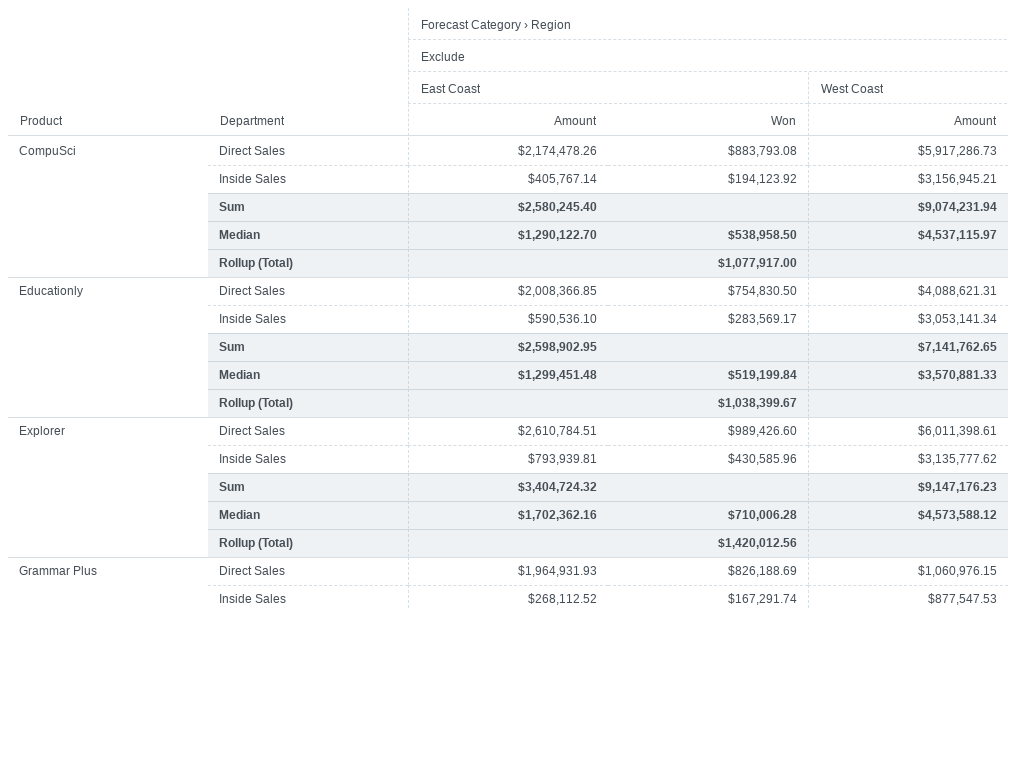 Forecast Category › Region
Exclude
East Coast West Coast
Product Department Amount Won Amount
CompuSci Direct Sales $2,174,478.26 $883,793.08 $5,917,286.73
Inside Sales $405,767.14 $194,123.92 $3,156,945.21
Sum $2,580,245.40 $9,074,231.94
Median $1,290,122.70 $538,958.50 $4,537,115.97
Rollup (Total) $1,077,917.00
Educationly Direct Sales $2,008,366.85 $754,830.50 $4,088,621.31
Inside Sales $590,536.10 $283,569.17 $3,053,141.34
Sum $2,598,902.95 $7,141,762.65
Median $1,299,451.48 $519,199.84 $3,570,881.33
Rollup (Total) $1,038,399.67
Explorer Direct Sales $2,610,784.51 $989,426.60 $6,011,398.61
Inside Sales $793,939.81 $430,585.96 $3,135,777.62
Sum $3,404,724.32 $9,147,176.23
Median $1,702,362.16 $710,006.28 $4,573,588.12
Rollup (Total) $1,420,012.56
Grammar Plus Direct Sales $1,964,931.93 $826,188.69 $1,060,976.15
Inside Sales $268,112.52 $167,291.74 $877,547.53